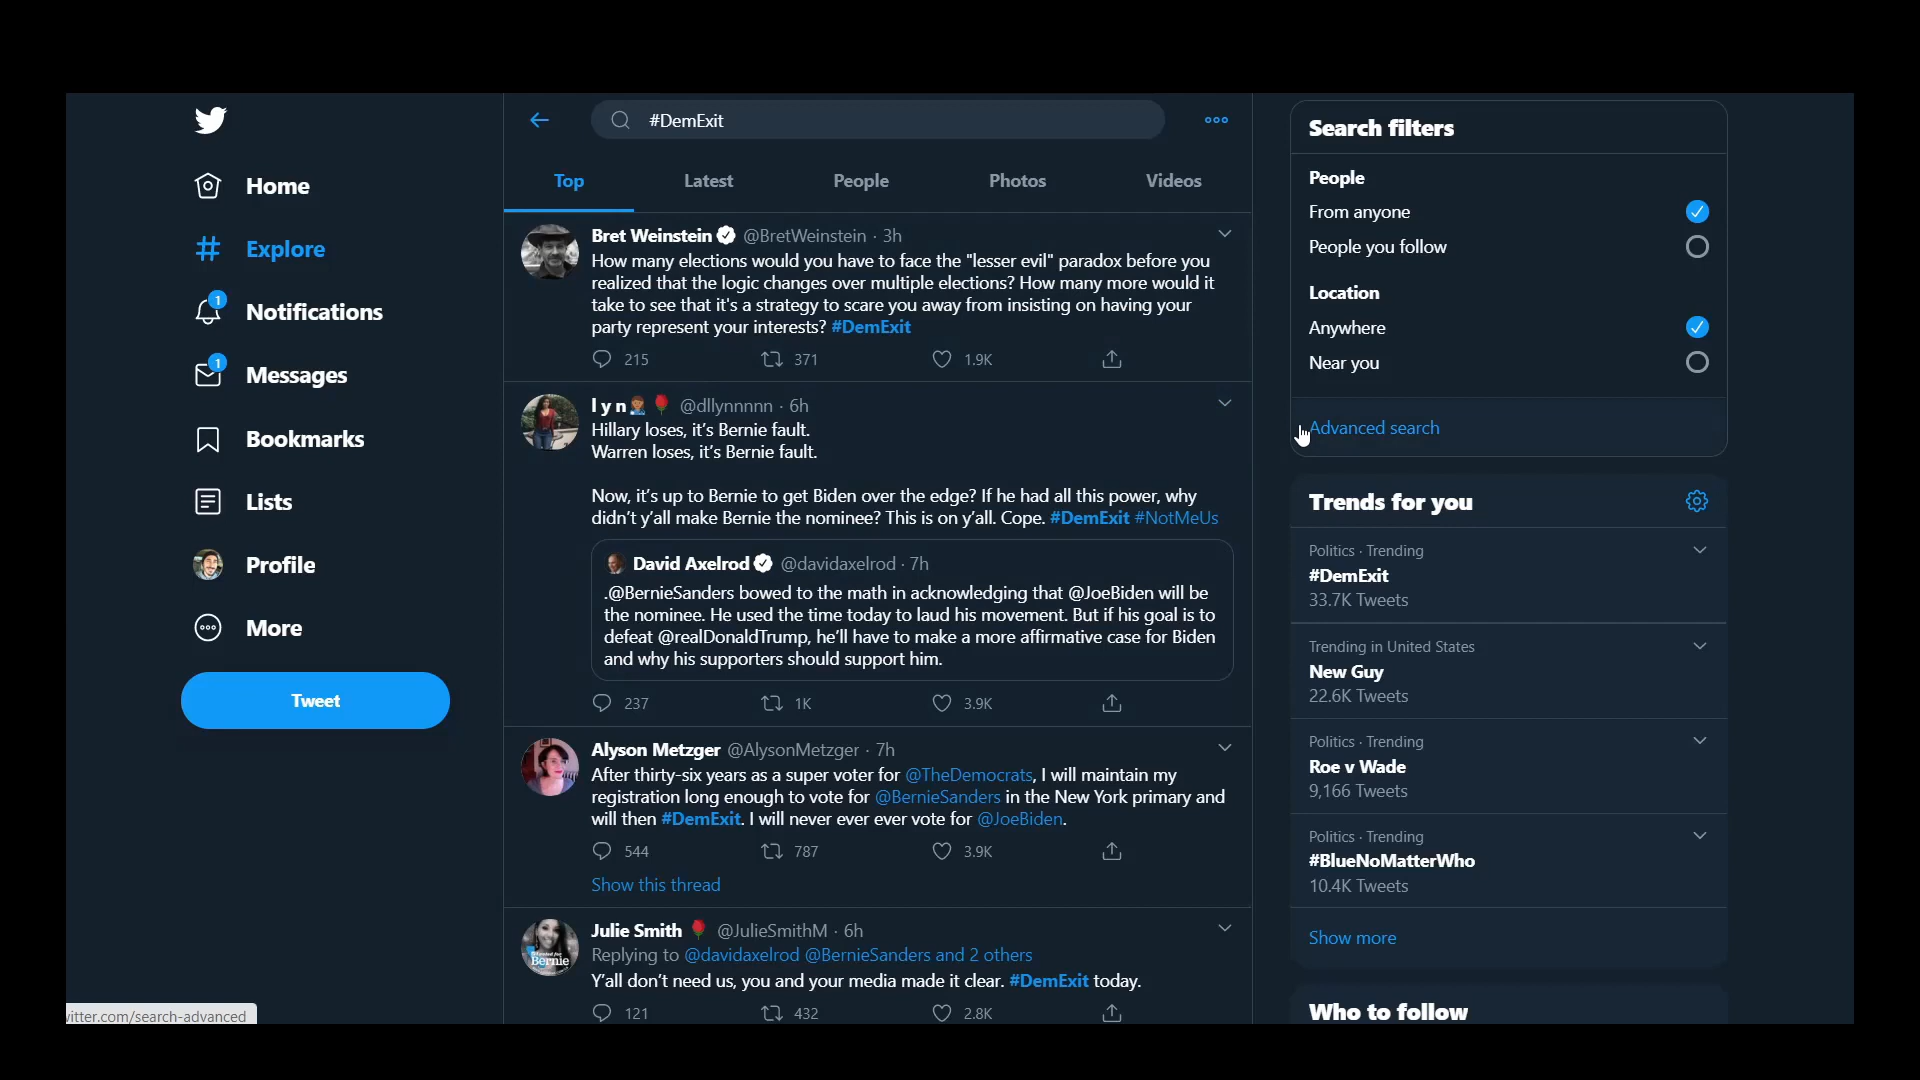 Home
Explore
1
Notifications
1
Messages
Bookmarks
Lists
Profile
More
Tweet
#DemExit
Top Latest People Photos Videos
Bret Weinstein @BretWeinstein · 3h
How many elections would you have to face the "lesser evil" paradox before you
realized that the logic changes over multiple elections? How many more would it
take to see that it's a strategy to scare you away from insisting on having your
party represent your interests? #DemExit
215 371 1.9K
l y n @dllynnnnn · 6h
Hillary loses, it's Bernie fault.
Warren loses, it's Bernie fault.
Now, it's up to Bernie to get Biden over the edge? If he had all this power, why
didn't y'all make Bernie the nominee? This is on y'all. Cope. #DemExit #NotMeUs
David Axelrod @davidaxelrod · 7h
.@BernieSanders bowed to the math in acknowledging that @JoeBiden will be
the nominee. He used the time today to laud his movement. But if his goal is to
defeat @realDonaldTrump, he'll have to make a more affirmative case for Biden
and why his supporters should support him.
237 1K 3.9K
Alyson Metzger @AlysonMetzger · 7h
After thirty-six years as a super voter for @TheDemocrats, I will maintain my
registration long enough to vote for @BernieSanders in the New York primary and
will then #DemExit. I will never ever ever vote for @JoeBiden.
544 787 3.9K
Show this thread
Julie Smith @JulieSmithM · 6h
Replying to @davidaxelrod @BernieSanders and 2 others
Y'all don't need us, you and your media made it clear. #DemExit today.
Bernie
121 432 2.8K
Search filters
People
From anyone
People you follow
Location
Anywhere
Near you
Advanced search
Trends for you
Politics · Trending
#DemExit
33.7K Tweets
Trending in United States
New Guy
22.6K Tweets
Politics · Trending
Roe v Wade
9,166 Tweets
Politics · Trending
#BlueNoMatterWho
10.4K Tweets
Show more
Who to follow
vitter.com/search-advanced